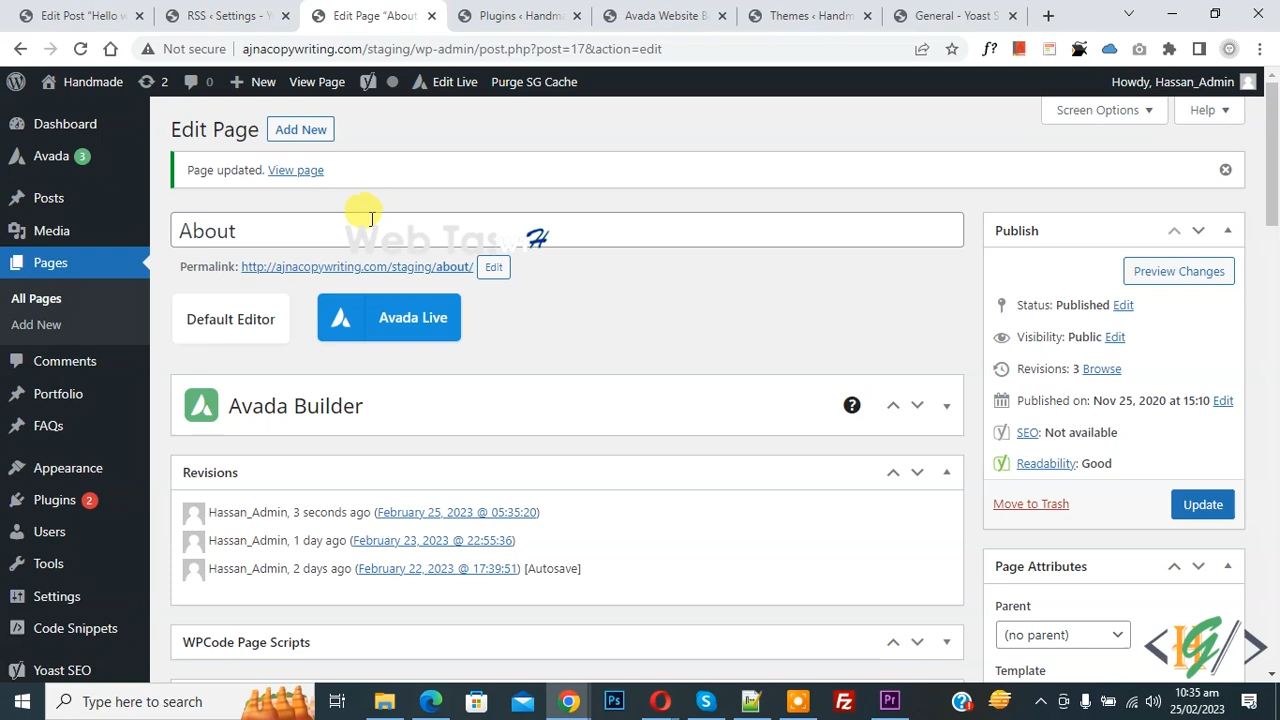 Edit Post "Hello w
RSS ‹ Settings - Y
Edit Page "About
Plugins ‹ Handma
Avada Website B
Themes ‹ Handm
General - Yoast S
Not secure
ajnacopywriting.com/staging/wp-admin/post.php?post=17&action=edit
Handmade
2
0
New
View Page
Edit Live
Purge SG Cache
Howdy, Hassan_Admin
Dashboard
Avada 3
Posts
Media
Pages
All Pages
Add New
Comments
Portfolio
FAQs
Appearance
Plugins 2
Users
Tools
Settings
Code Snippets
Yoast SEO
Screen Options
Help
Edit Page
Add New
Page updated. View page
About
Permalink: http://ajnacopywriting.com/staging/about/ Edit
Default Editor
Avada Live
Avada Builder
Revisions
Hassan_Admin, 3 seconds ago (February 25, 2023 @ 05:35:20)
Hassan_Admin, 1 day ago (February 23, 2023 @ 22:55:36)
Hassan_Admin, 2 days ago (February 22, 2023 @ 17:39:51) [Autosave]
WPCode Page Scripts
Publish
Preview Changes
Status: Published Edit
Visibility: Public Edit
Revisions: 3 Browse
Published on: Nov 25, 2020 at 15:10 Edit
SEO: Not available
Readability: Good
Move to Trash
Update
Page Attributes
Parent
(no parent)
Template
Type here to search
10:35 am
25/02/2023